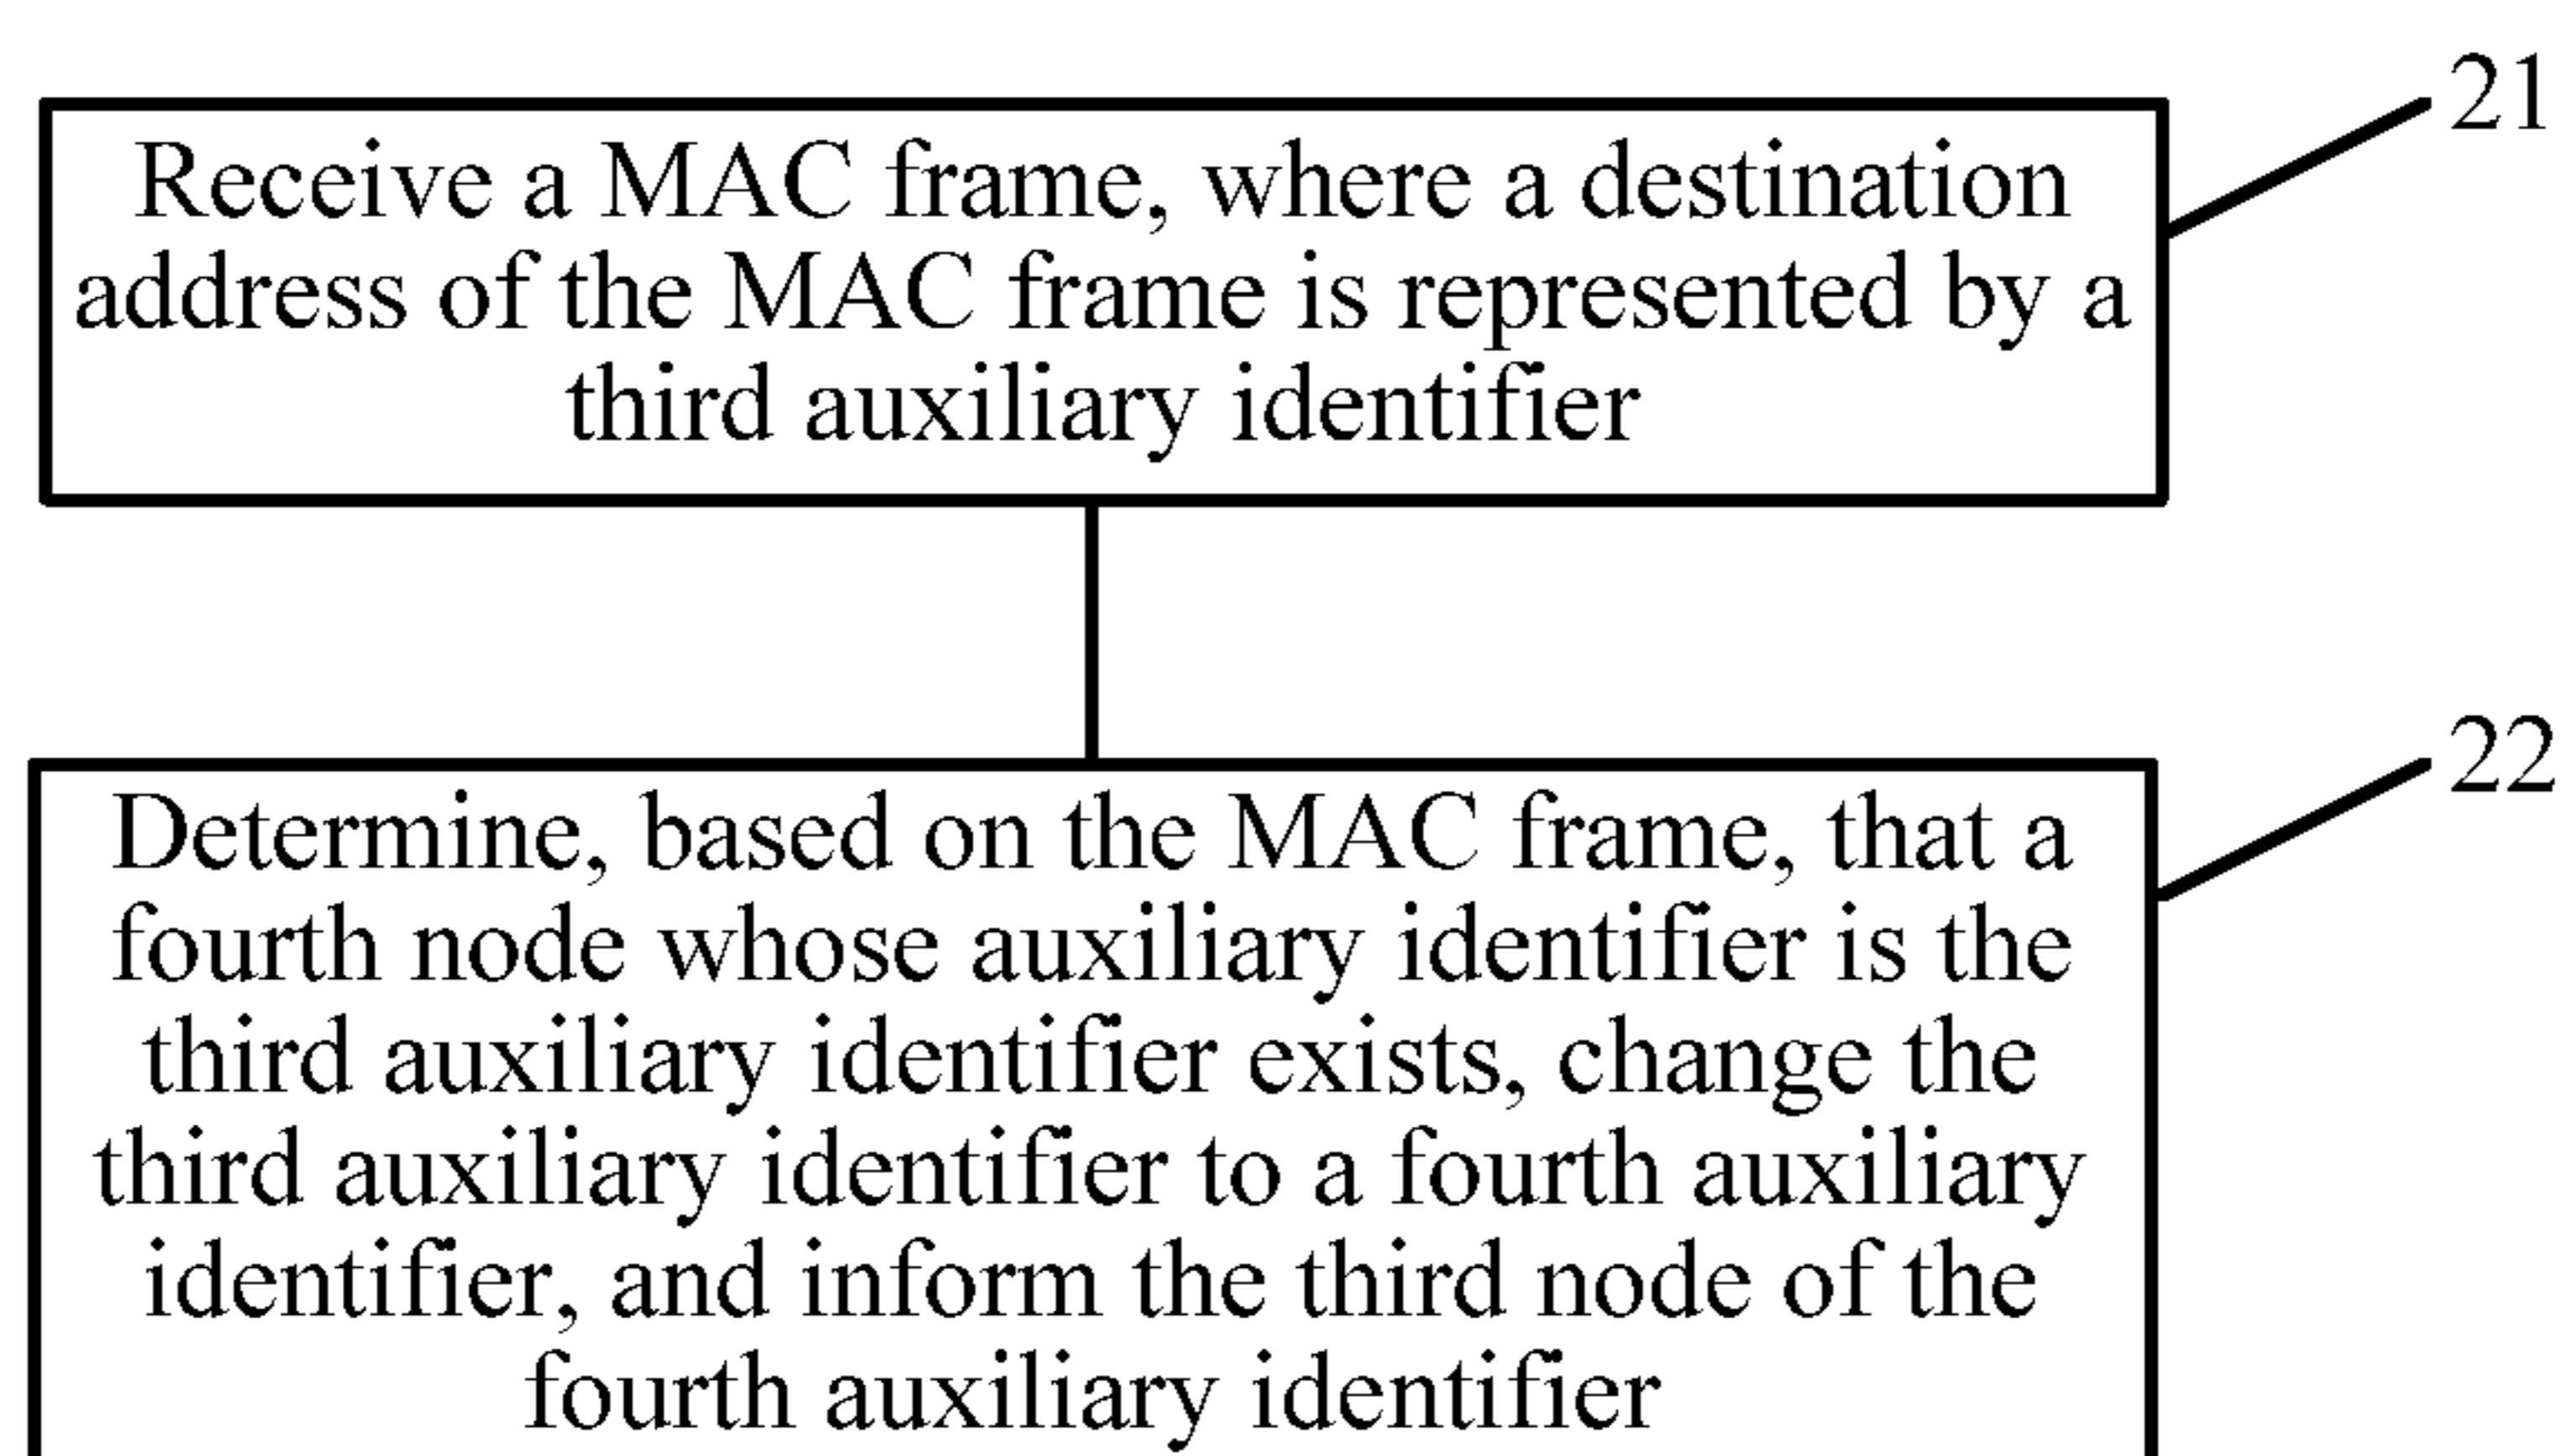 21
Receive a MAC frame, where a destination
address of the MAC frame is represented by a
third auxiliary identifier
22
Determine, based on the MAC frame, that a
fourth node whose auxiliary identifier is the
third auxiliary identifier exists, change the
third auxiliary identifier to a fourth auxiliary
identifier, and inform the third node of the
fourth auxiliary identifier